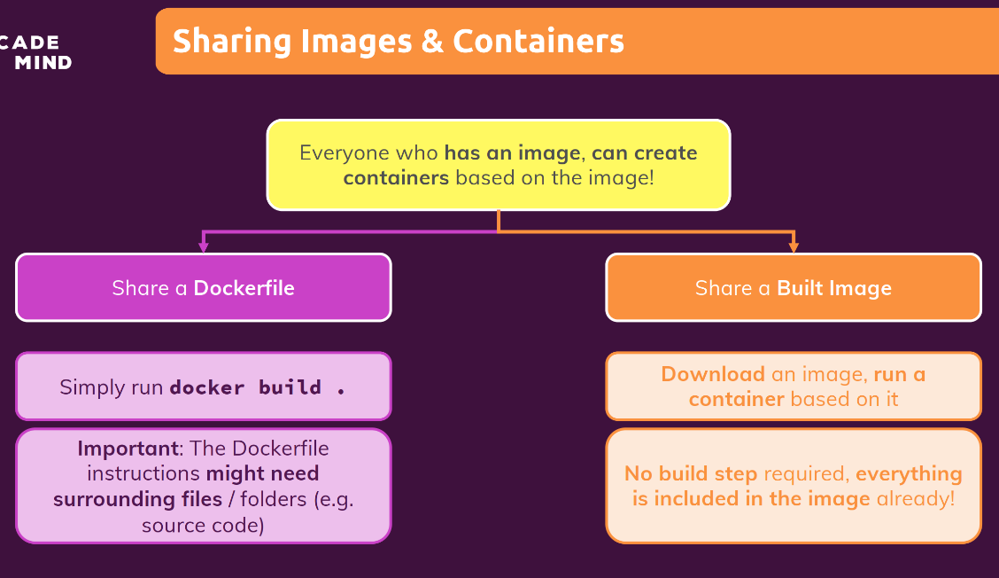 CADE
MIND
Sharing Images & Containers
Everyone who has an image, can create
containers based on the image!
Share a Dockerfile
Share a Built Image
Simply run docker build .
Download an image, run a
container based on it
Important: The Dockerfile
instructions might need
surrounding files / folders (e.g.
source code)
No build step required, everything
is included in the image already!